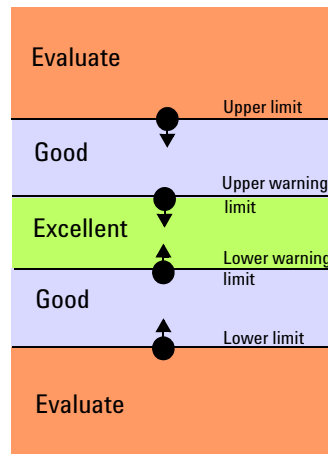 Evaluate
Upper limit
Good
Upper warning
limit
Excellent
Lower warning
limit
Good
Lower limit
Evaluate